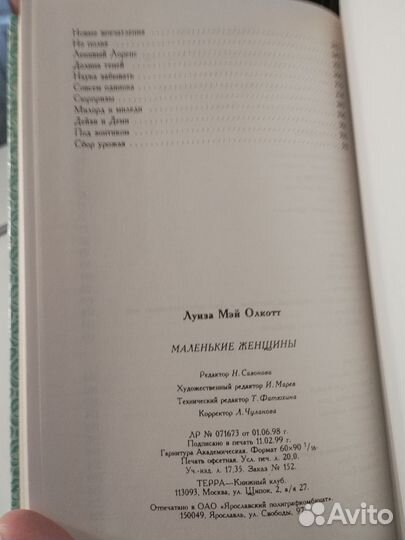 Новые впечатления
На полке
Ленивый Лоренс
Долина теней
Наука забывать
Совсем одинока
Сюрпризы
Милорд и миледи
Дейзи и Деми
Под зонтиком
Сбор урожая
Луиза Мэй Олкотт
МАЛЕНЬКИЕ ЖЕНЩИНЫ
Редактор Н. Сазонова
Художественный редактор И. Марев
Технический редактор Т. Фатюхина
Корректор Л. Чуланова
ЛР № 071673 от 01.06.98 г.
Подписано в печать 11.02.99 г.
Гарнитура Академическая. Формат 60×90 1/16.
Печать офсетная. Усл. печ. л. 20,0.
Уч.-изд. л. 17,35. Заказ № 152.
ТЕРРА—Книжный клуб.
113093, Москва, ул. Щипок, 2, а/я 27.
Отпечатано в ОАО «Ярославский полиграфкомбинат».
150049, Ярославль, ул. Свободы, 97.
Avito